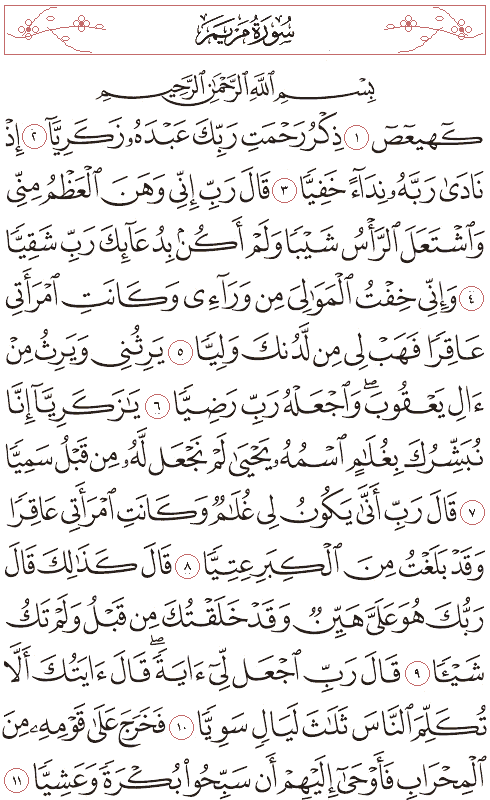 سُورَةُ مَرْيَمَ
بِسْمِ ٱللَّهِ ٱلرَّحْمَٰنِ ٱلرَّحِيمِ
كٓهيعٓصٓ ١ ذِكْرُ رَحْمَتِ رَبِّكَ عَبْدَهُۥ زَكَرِيَّآ ٢ إِذْ
نَادَىٰ رَبَّهُۥ نِدَآءً خَفِيًّا ٣ قَالَ رَبِّ إِنِّى وَهَنَ ٱلْعَظْمُ مِنِّى
وَٱشْتَعَلَ ٱلرَّأْسُ شَيْبًا وَلَمْ أَكُنۢ بِدُعَآئِكَ رَبِّ شَقِيًّا
٤ وَإِنِّى خِفْتُ ٱلْمَوَٰلِىَ مِن وَرَآءِى وَكَانَتِ ٱمْرَأَتِى
عَاقِرًا فَهَبْ لِى مِن لَّدُنكَ وَلِيًّا ٥ يَرِثُنِى وَيَرِثُ مِنْ
ءَالِ يَعْقُوبَ ۖ وَٱجْعَلْهُ رَبِّ رَضِيًّا ٦ يَٰزَكَرِيَّآ إِنَّا
نُبَشِّرُكَ بِغُلَٰمٍ ٱسْمُهُۥ يَحْيَىٰ لَمْ نَجْعَل لَّهُۥ مِن قَبْلُ سَمِيًّا
٧ قَالَ رَبِّ أَنَّىٰ يَكُونُ لِى غُلَٰمٌ وَكَانَتِ ٱمْرَأَتِى عَاقِرًا
وَقَدْ بَلَغْتُ مِنَ ٱلْكِبَرِ عِتِيًّا ٨ قَالَ كَذَٰلِكَ قَالَ
رَبُّكَ هُوَ عَلَىَّ هَيِّنٌ وَقَدْ خَلَقْتُكَ مِن قَبْلُ وَلَمْ تَكُ
شَيْـًٔا ٩ قَالَ رَبِّ ٱجْعَل لِّىٓ ءَايَةً ۚ قَالَ ءَايَتُكَ أَلَّا
تُكَلِّمَ ٱلنَّاسَ ثَلَٰثَ لَيَالٍ سَوِيًّا ١٠ فَخَرَجَ عَلَىٰ قَوْمِهِۦ مِنَ
ٱلْمِحْرَابِ فَأَوْحَىٰٓ إِلَيْهِمْ أَن سَبِّحُوا۟ بُكْرَةً وَعَشِيًّا ١١